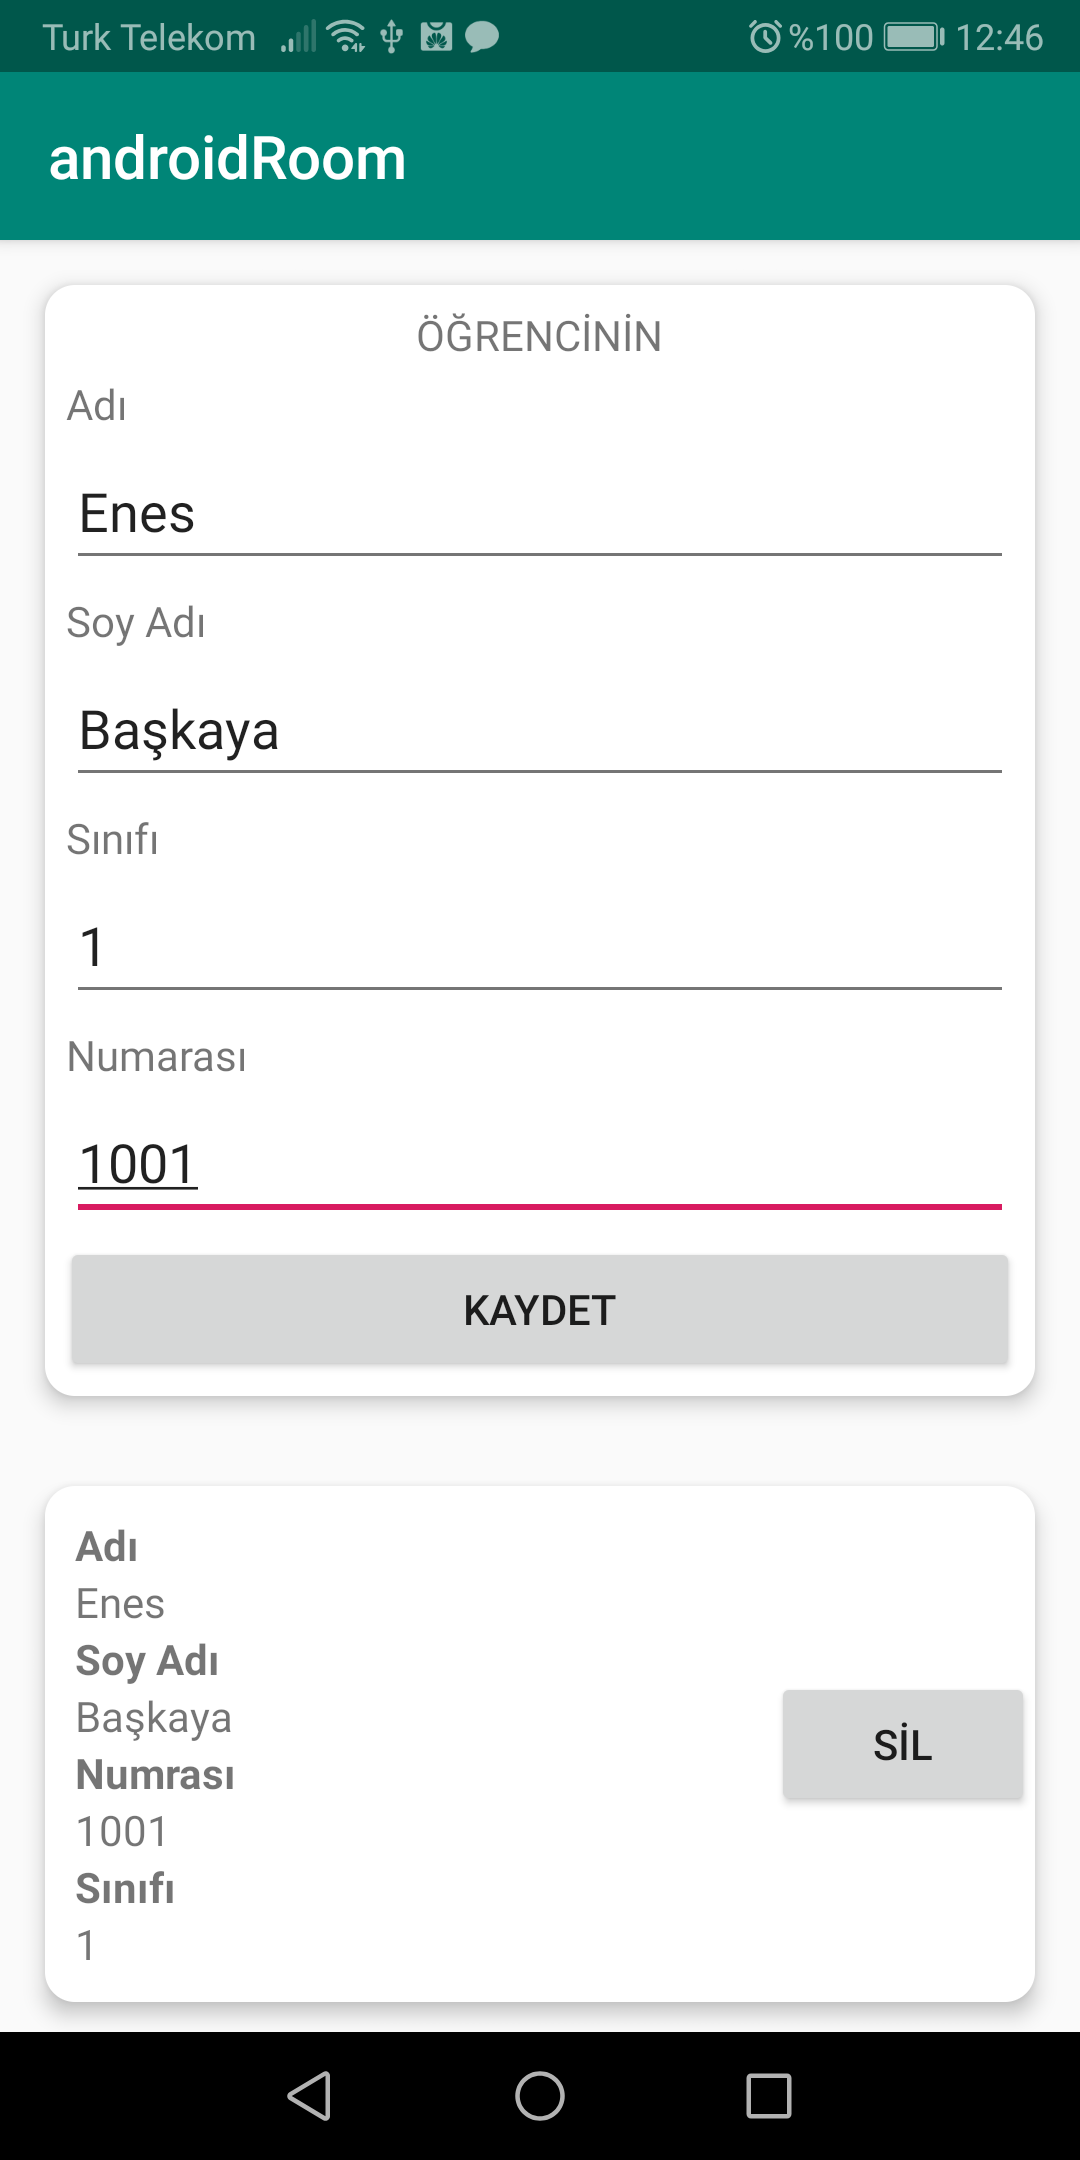 Turk Telekom %100 12:46
androidRoom
ÖĞRENCİNİN
Adı
Enes
Soy Adı
Başkaya
Sınıfı
1
Numarası
1001
KAYDET
Adı
Enes
Soy Adı
Başkaya
SİL
Numrası
1001
Sınıfı
1